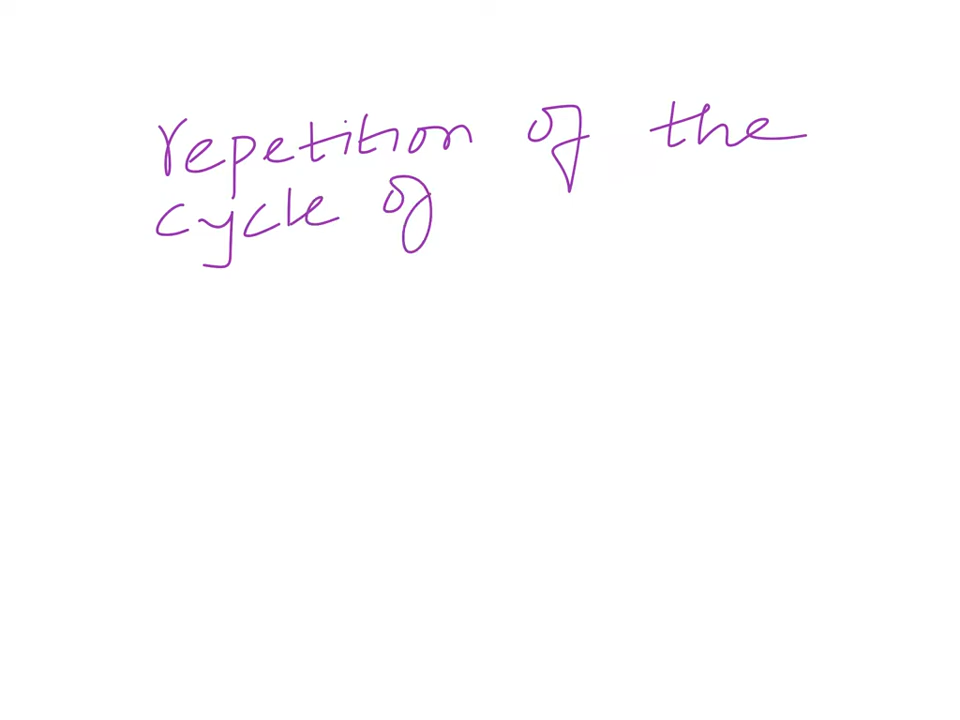 repetition of the
cycle of